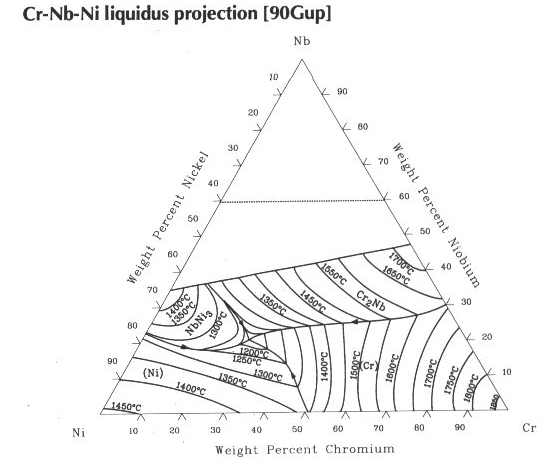 Cr-Nb-Ni liquidus projection [90Gup]
Nb
10
90
20
80
30
70
Weight Percent Nickel
Weight Percent Niobium
40
60
50
50
60
40
1700°C
1650°C
1550°C
70
30
1400°C
1350°C
1350°C
1450°C
Cr2Nb
NbNi3
1300°C
80
20
1200°C
1250°C
1300°C
1350°C
1400°C
1400°C
1500°C
(Cr)
1600°C
1700°C
1750°C
1800°C
1850
90
10
(Ni)
1450°C
Ni
10
20
30
40
50
60
70
80
90
Cr
Weight Percent Chromium